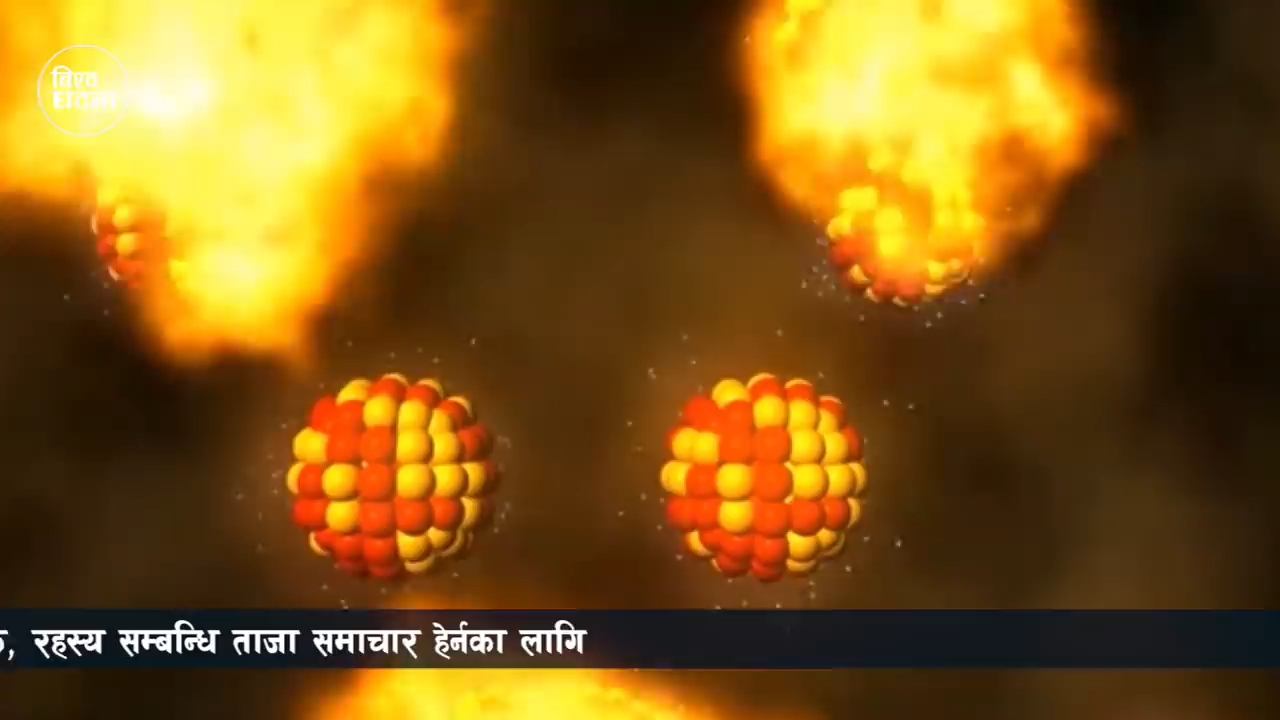 विश्व
घटना
, रहस्य सम्बन्धि ताजा समाचार हेर्नका लागि